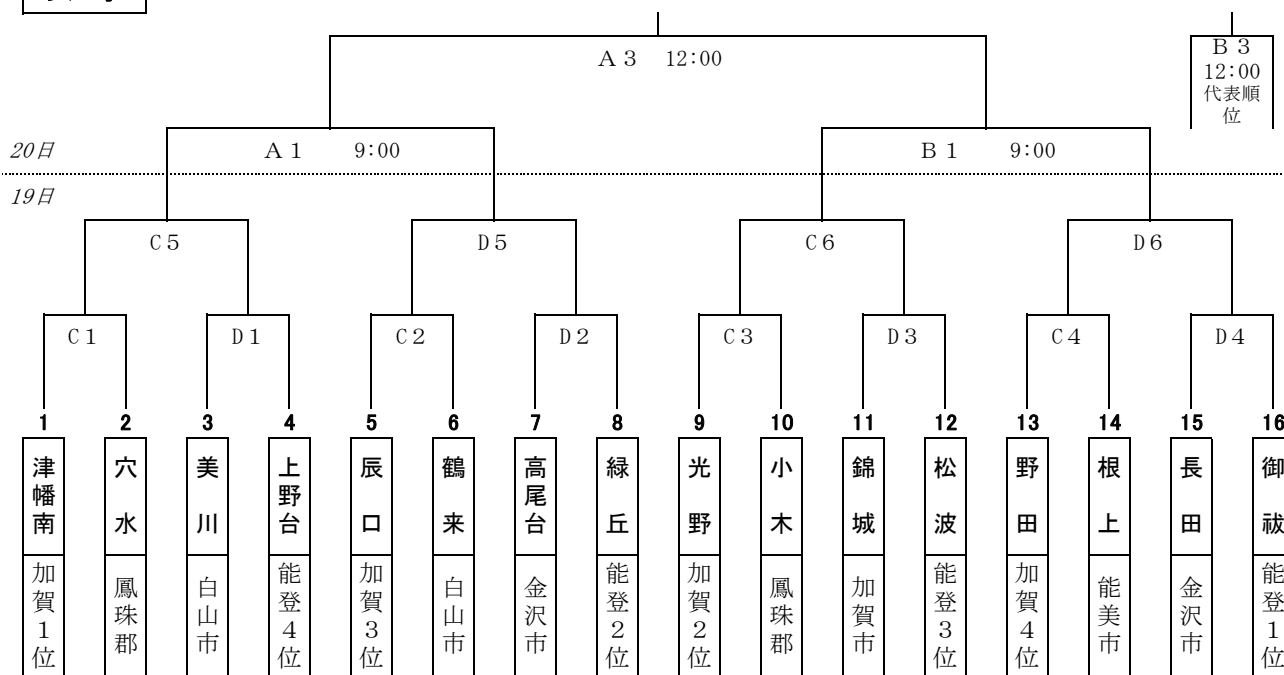 A3 12:00
B3
12:00
代表順
位
20日
A1 9:00
B1 9:00
19日
C5
D5
C6
D6
C1
D1
C2
D2
C3
D3
C4
D4
1 2 3 4 5 6 7 8 9 10 11 12 13 14 15 16
津幡南
穴水
美川
上野台
辰口
鶴来
高尾台
緑丘
光野
小木
錦城
松波
野田
根上
長田
御祓
加賀1位
鳳珠郡
白山市
能登4位
加賀3位
白山市
金沢市
能登2位
加賀2位
鳳珠郡
加賀市
能登3位
加賀4位
能美市
金沢市
能登1位